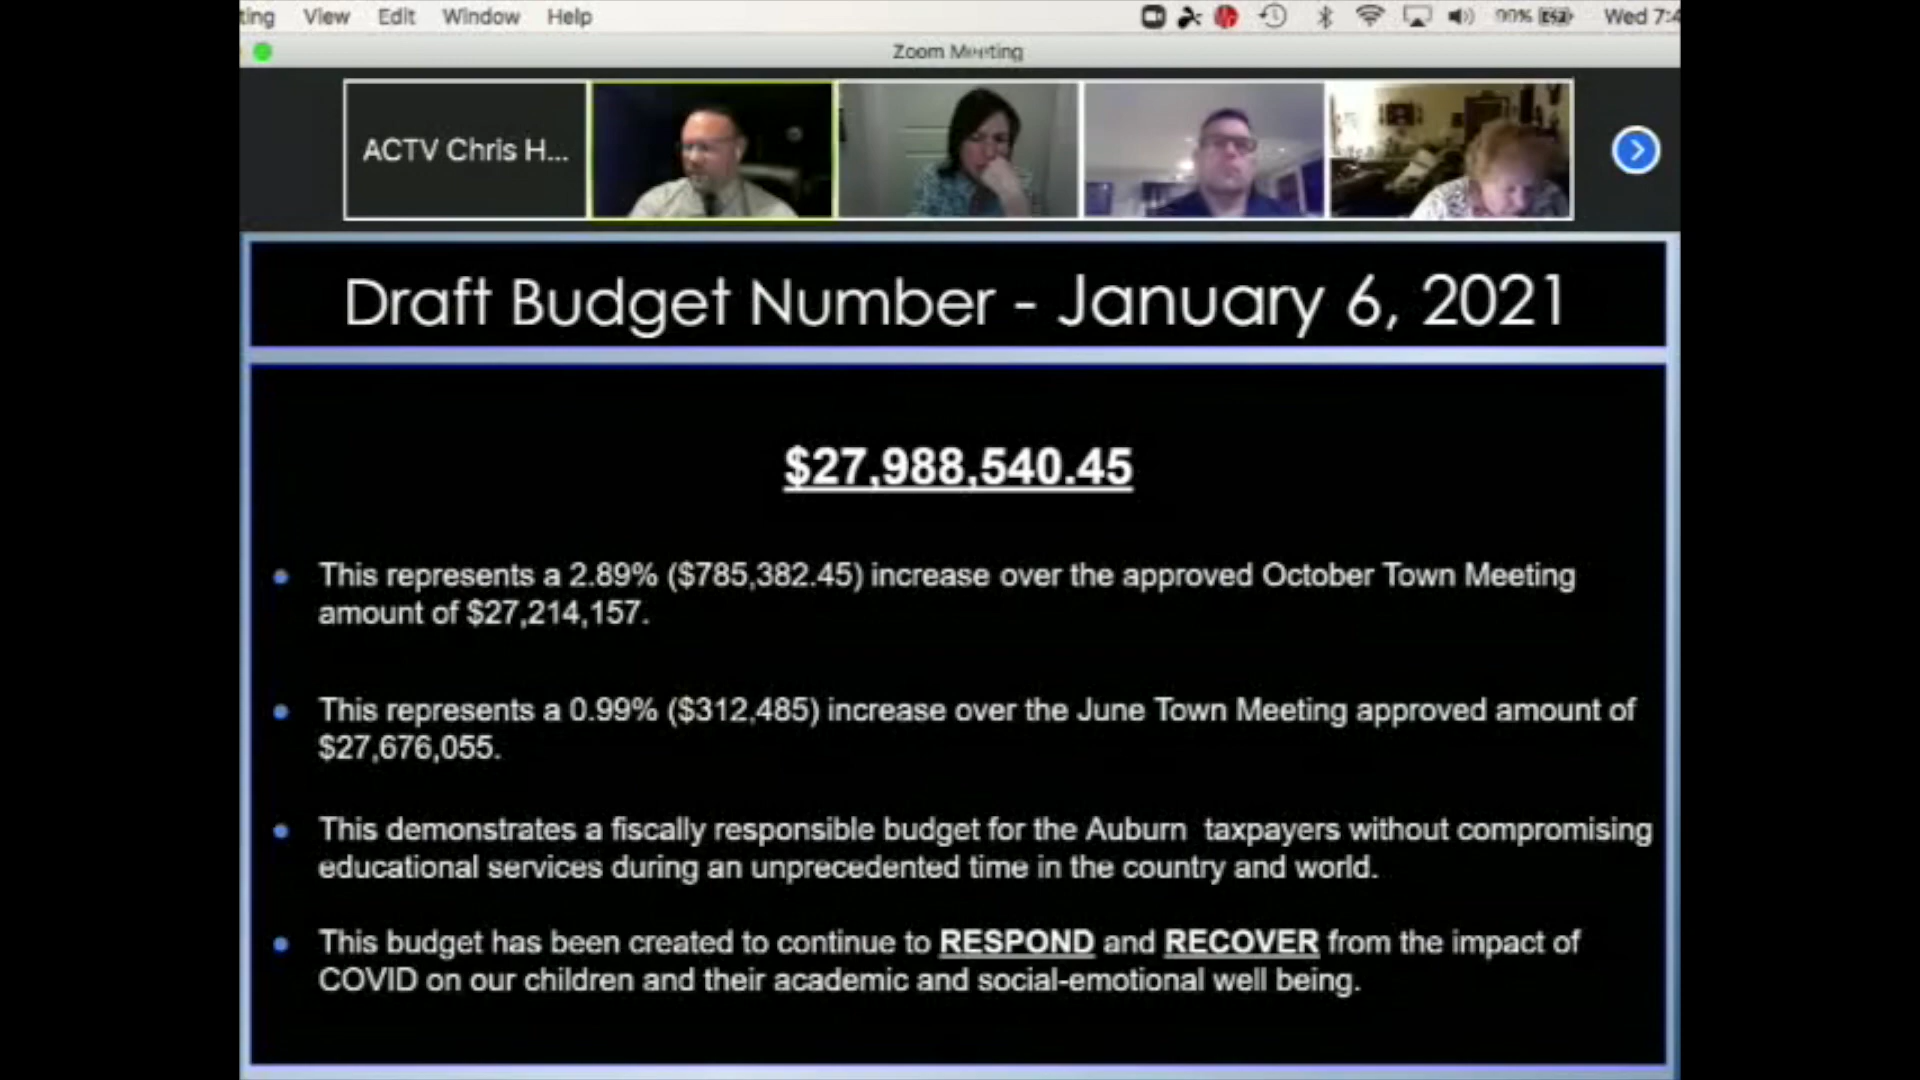 ting View Edit Window Help 99% Wed 7:4
Zoom Meeting
ACTV Chris H...
Draft Budget Number - January 6, 2021
$27,988,540.45
This represents a 2.89% ($785,382.45) increase over the approved October Town Meeting
amount of $27,214,157.
This represents a 0.99% ($312,485) increase over the June Town Meeting approved amount of
$27,676,055.
This demonstrates a fiscally responsible budget for the Auburn taxpayers without compromising
educational services during an unprecedented time in the country and world.
This budget has been created to continue to RESPOND and RECOVER from the impact of
COVID on our children and their academic and social-emotional well being.